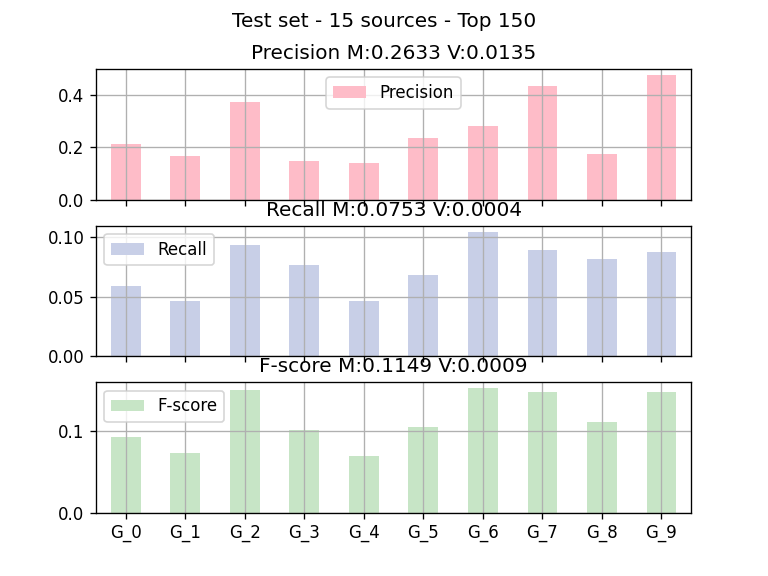 Test set - 15 sources - Top 150
Precision M:0.2633 V:0.0135
0.4
Precision
0.2
0.0
Recall M:0.0753 V:0.0004
0.10
Recall
0.05
0.00
F-score M:0.1149 V:0.0009
F-score
0.1
0.0
G_0 G_1 G_2 G_3 G_4 G_5 G_6 G_7 G_8 G_9